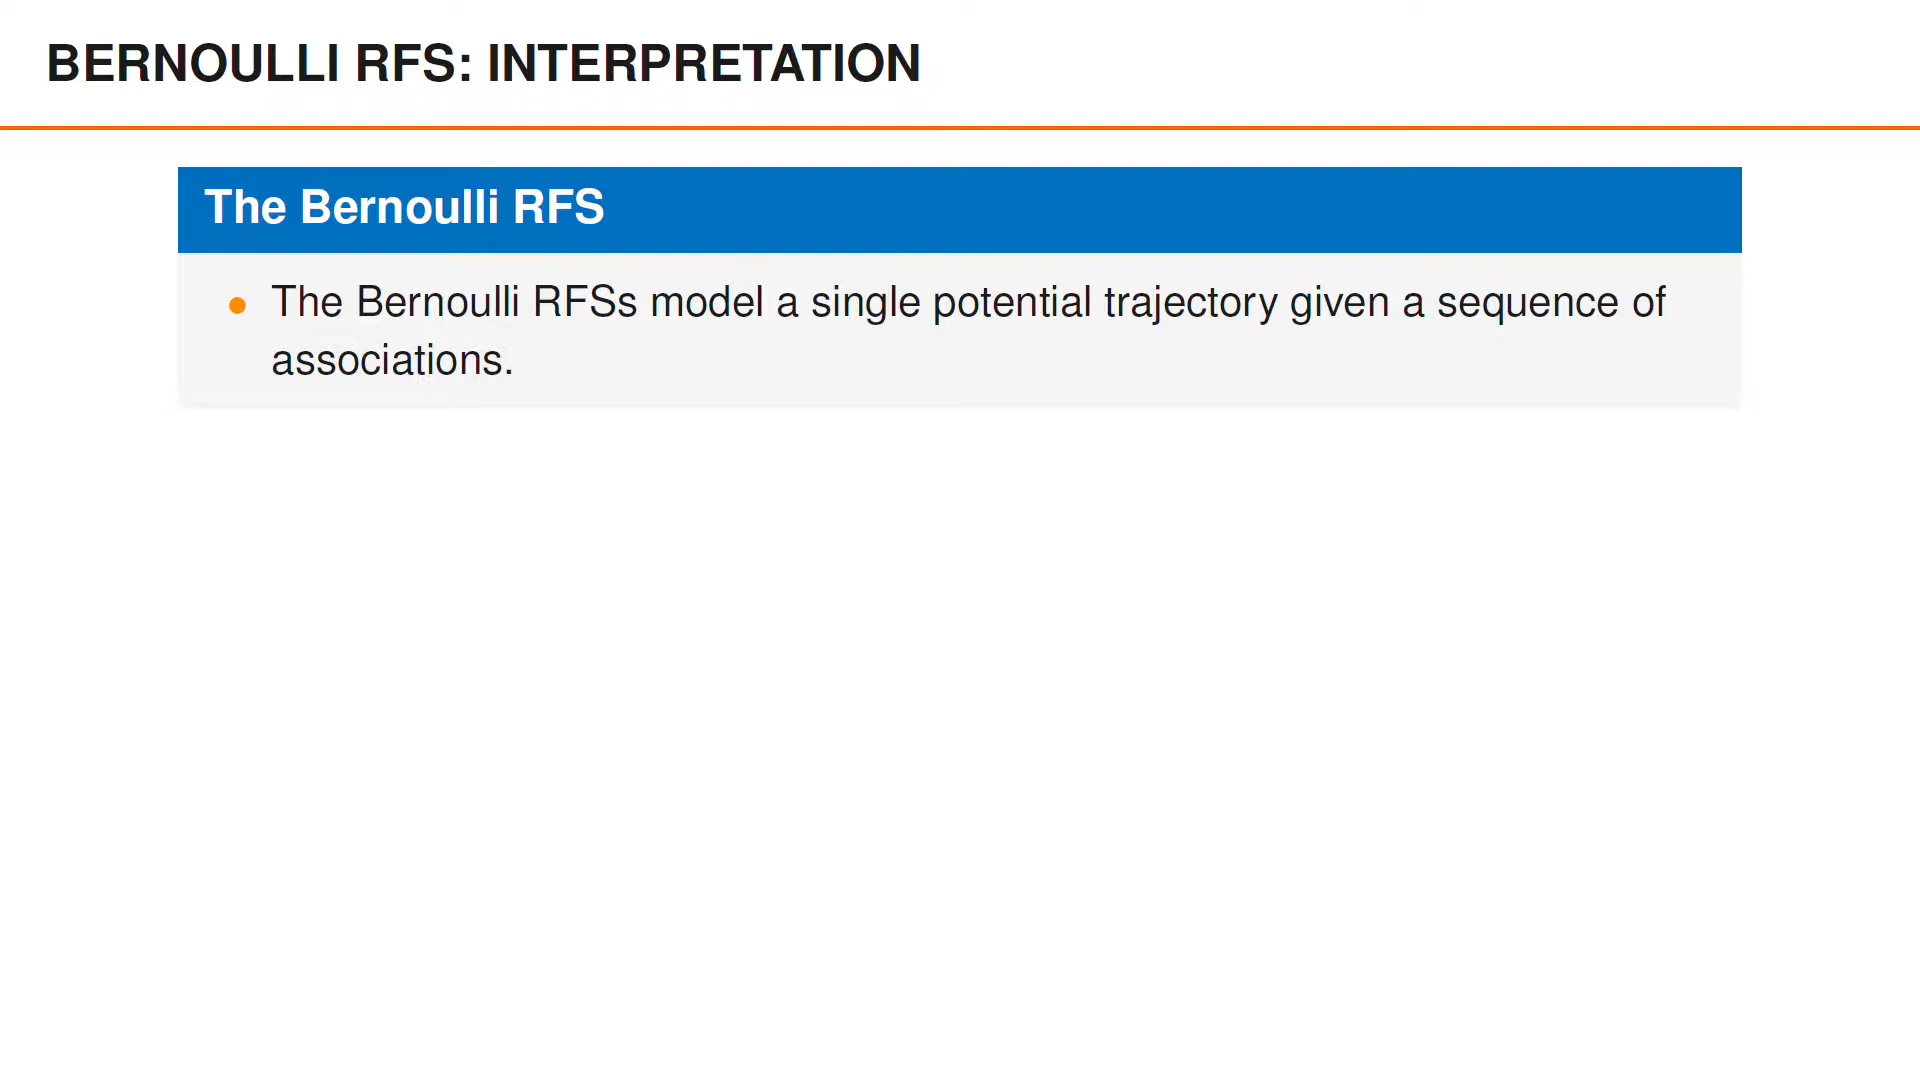 BERNOULLI RFS: INTERPRETATION
The Bernoulli RFS
The Bernoulli RFSs model a single potential trajectory given a sequence of
associations.